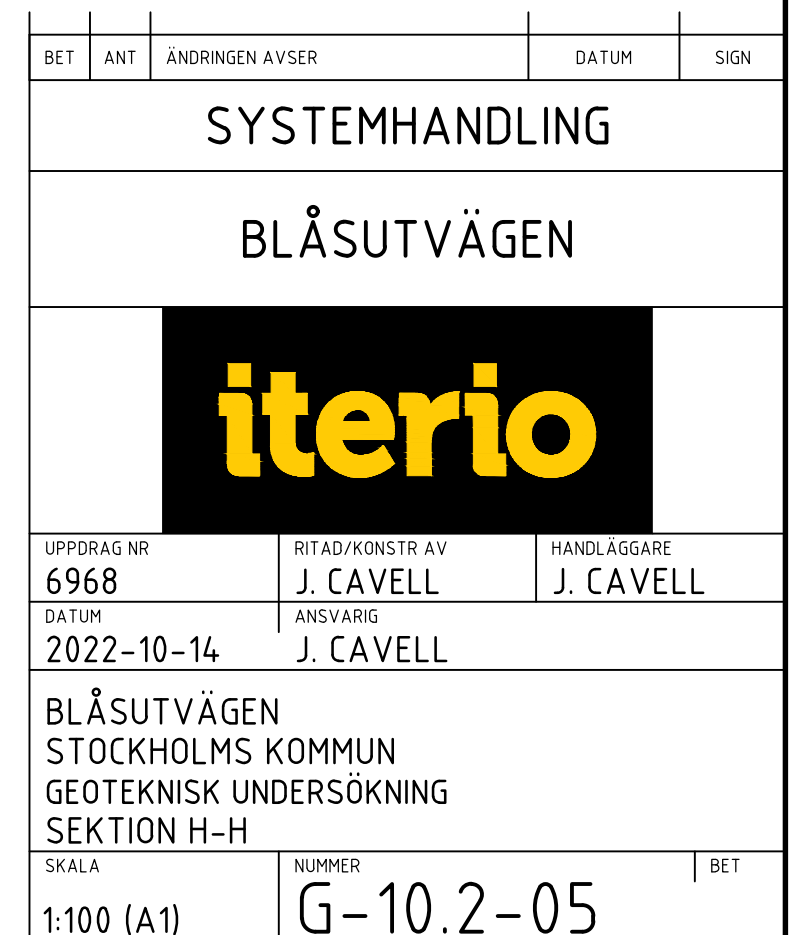 BET ANT ÄNDRINGEN AVSER DATUM SIGN
SYSTEMHANDLING
BLÅSUTVÄGEN
iterio
UPPDRAG NR RITAD/KONSTR AV HANDLÄGGARE
6968 J. CAVELL J. CAVELL
DATUM ANSVARIG
2022-10-14 J. CAVELL
BLÅSUTVÄGEN
STOCKHOLMS KOMMUN
GEOTEKNISK UNDERSÖKNING
SEKTION H-H
SKALA NUMMER BET
1:100 (A1) G-10.2-05